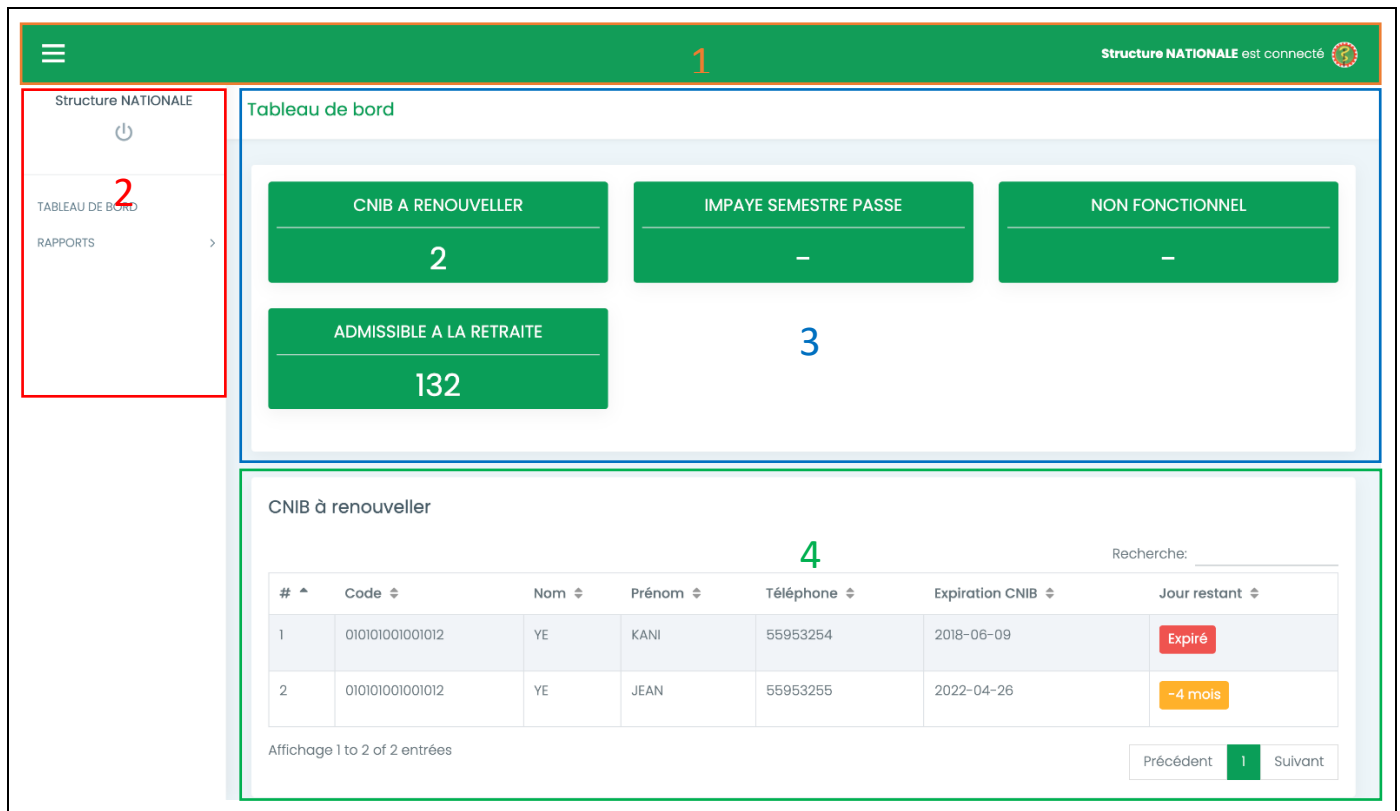 1
Structure NATIONALE est connecté
Structure NATIONALE
2
TABLEAU DE BORD
RAPPORTS
Tableau de bord
CNIB A RENOUVELLER
2
IMPAYE SEMESTRE PASSE
-
NON FONCTIONNEL
-
ADMISSIBLE A LA RETRAITE
132
3
CNIB à renouveller
4
Recherche:
# Code Nom Prénom Téléphone Expiration CNIB Jour restant
1 010101001001012 YE KANI 55953254 2018-06-09 Expiré
2 010101001001012 YE JEAN 55953255 2022-04-26 -4 mois
Affichage 1 to 2 of 2 entrées
Précédent 1 Suivant